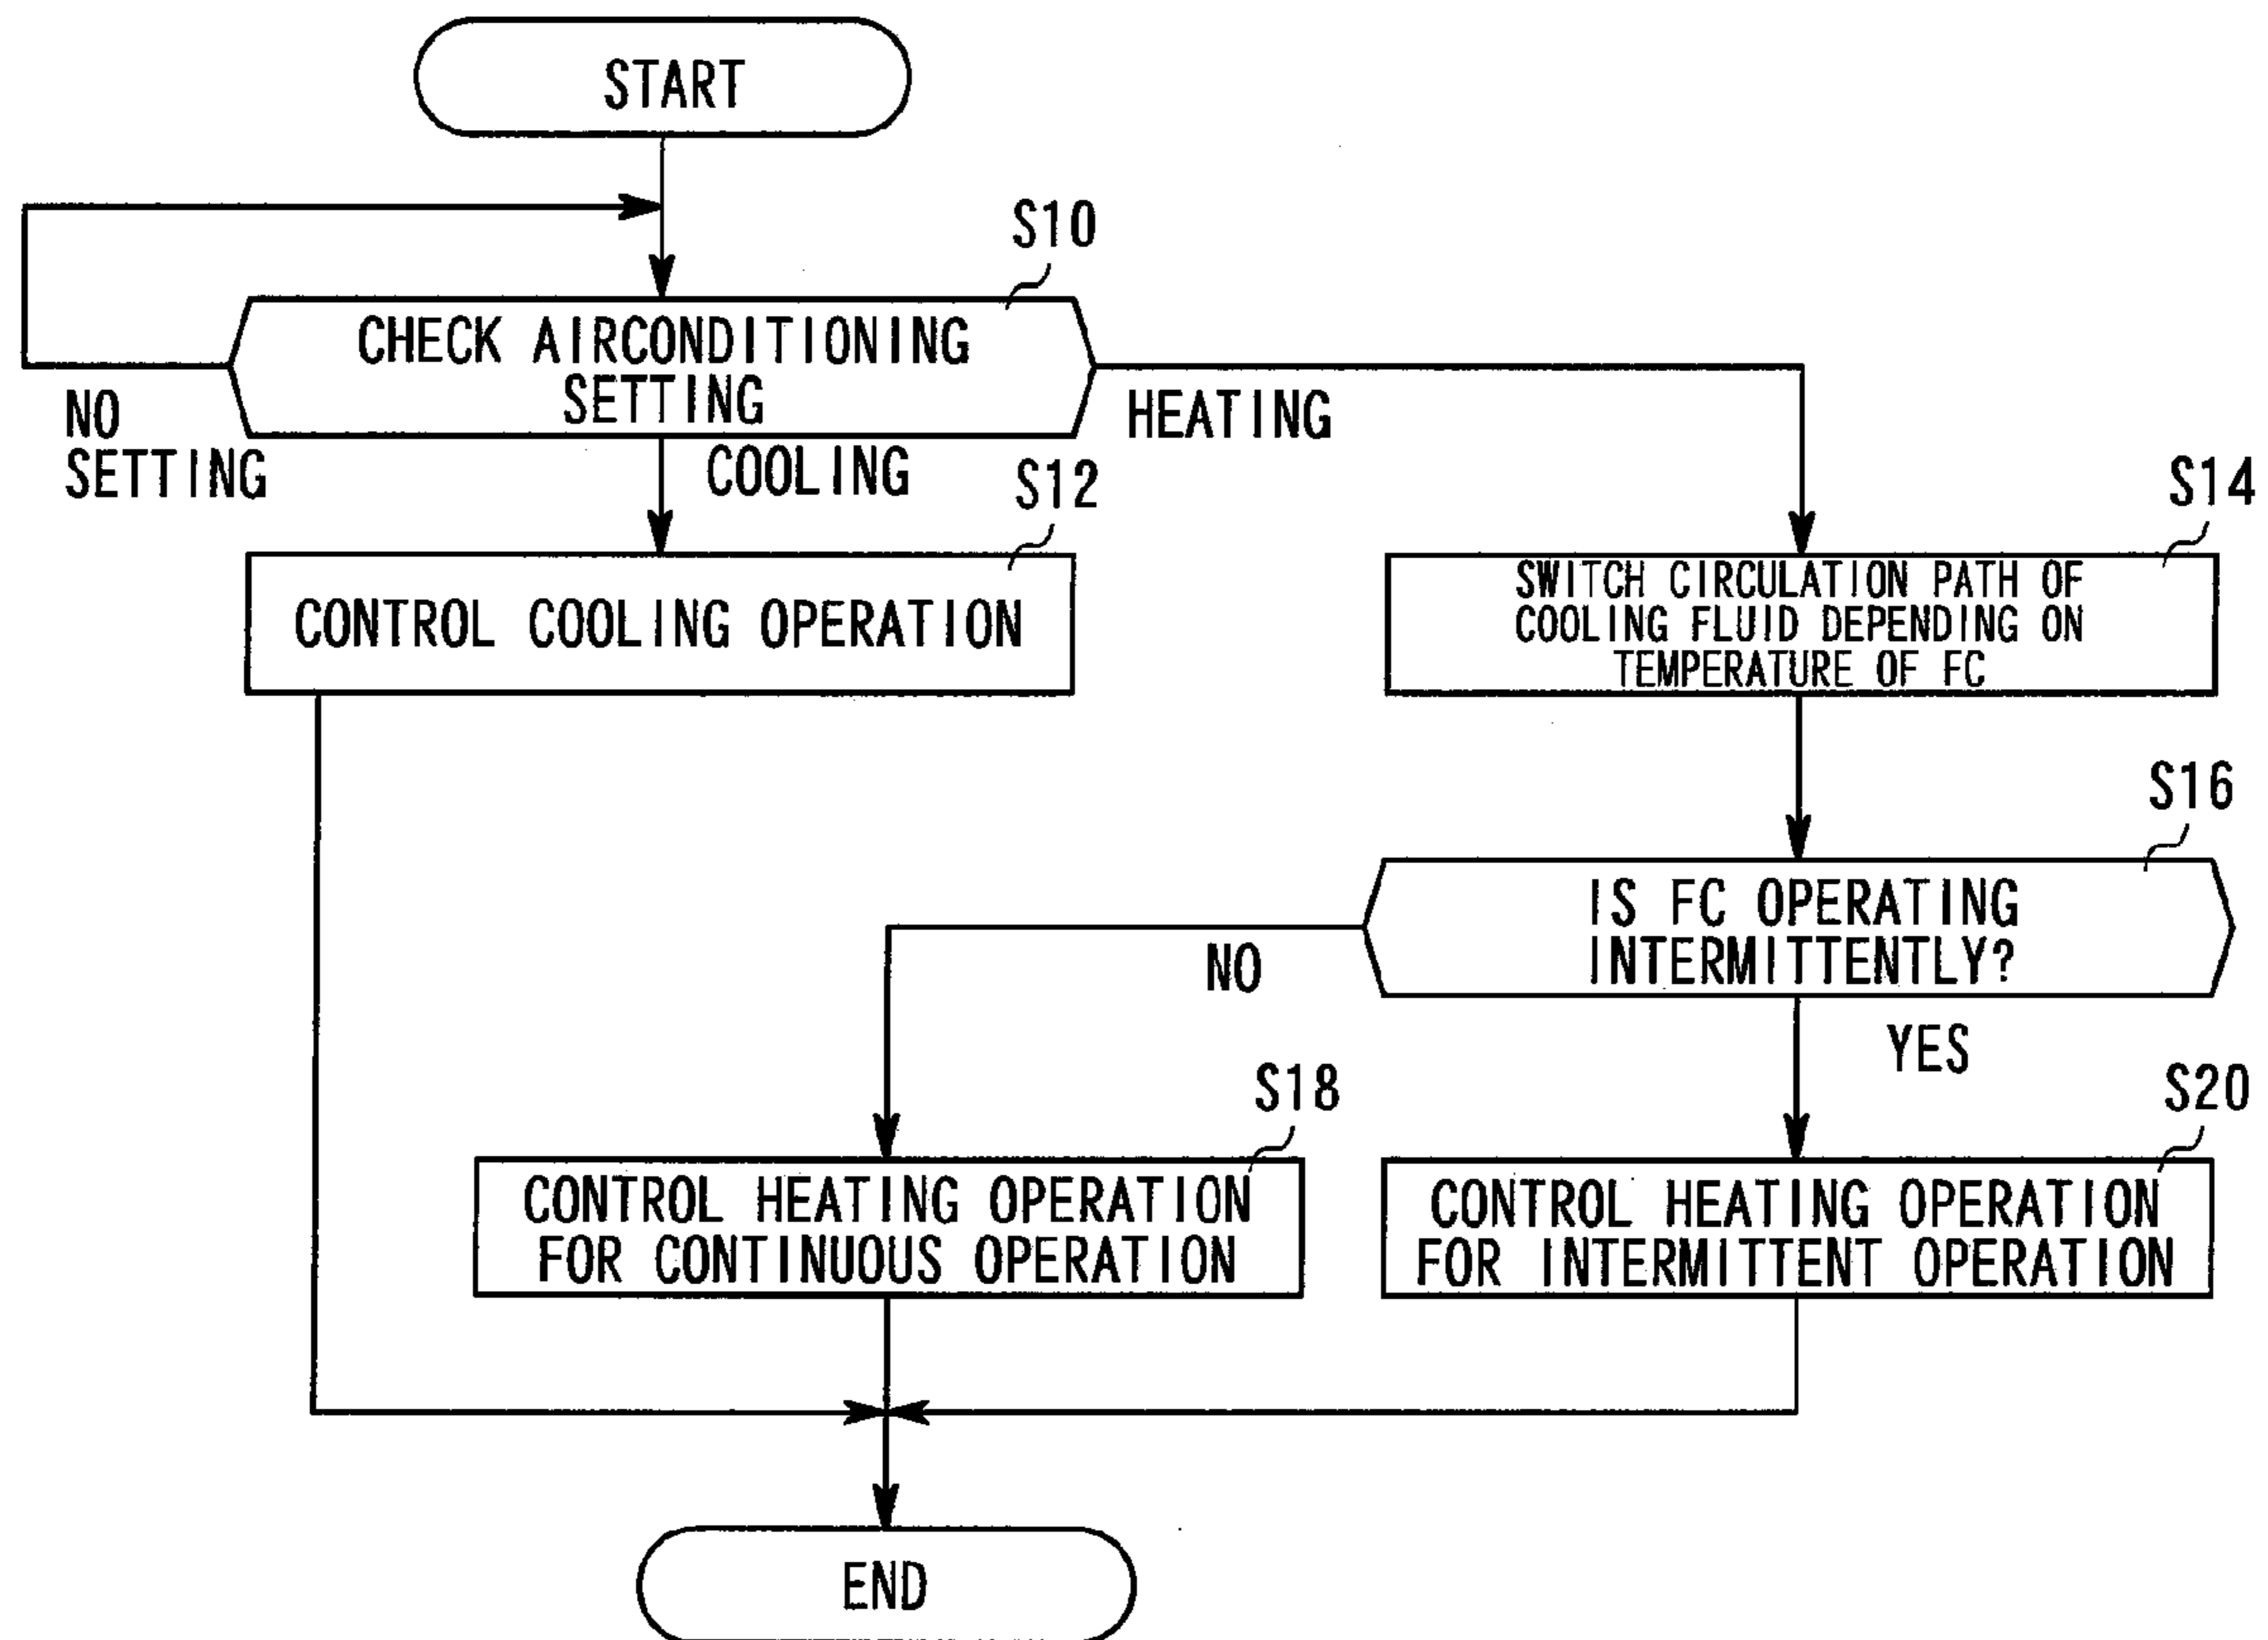 START
S10
CHECK AIRCONDITIONING
SETTING
NO
SETTING
HEATING
COOLING
S12
CONTROL COOLING OPERATION
S14
SWITCH CIRCULATION PATH OF
COOLING FLUID DEPENDING ON
TEMPERATURE OF FC
S16
IS FC OPERATING
INTERMITTENTLY?
NO
YES
S18
CONTROL HEATING OPERATION
FOR CONTINUOUS OPERATION
S20
CONTROL HEATING OPERATION
FOR INTERMITTENT OPERATION
END